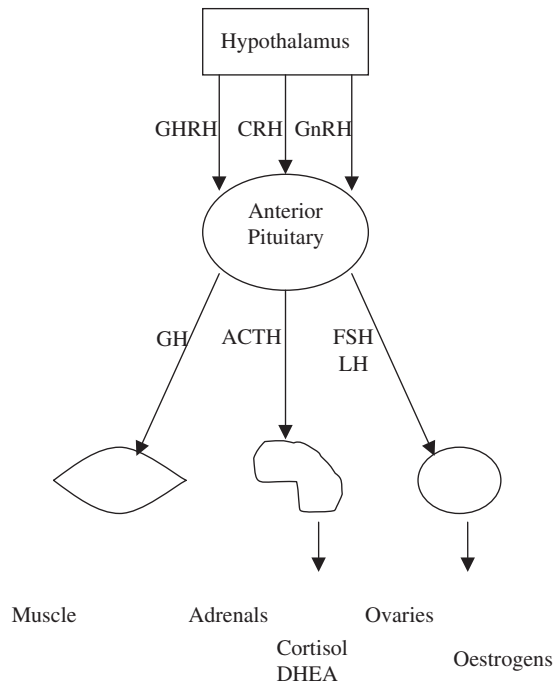 Hypothalamus
GHRH CRH GnRH
Anterior
Pituitary
GH ACTH FSH
LH
Muscle Adrenals Ovaries
Cortisol
DHEA
Oestrogens